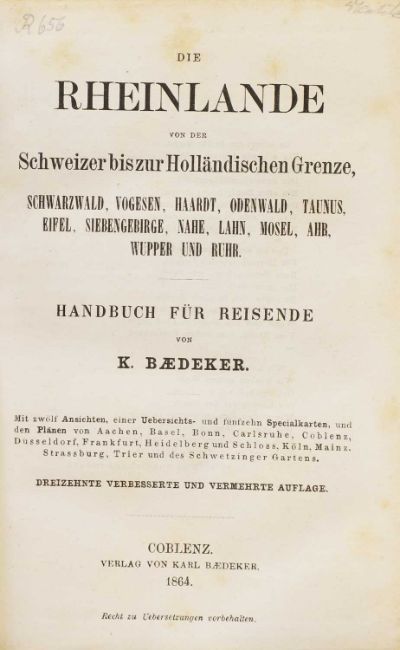 R 656
DIE
RHEINLANDE
VON DER
Schweizer bis zur Holländischen Grenze,
SCHWARZWALD, VOGESEN, HAARDT, ODENWALD, TAUNUS,
EIFEL, SIEBENGEBIRGE, NAHE, LAHN, MOSEL, AHR,
WUPPER UND RUHR.
HANDBUCH FÜR REISENDE
VON
K. BÆDEKER.
Mit zwölf Ansichten, einer Uebersichts- und funfzehn Specialkarten, und
den Plänen von Aachen, Basel, Bonn, Carlsruhe, Coblenz,
Dusseldorf, Frankfurt, Heidelberg und Schloss, Köln, Mainz,
Strassburg, Trier und des Schwetzinger Gartens.
DREIZEHNTE VERBESSERTE UND VERMEHRTE AUFLAGE.
COBLENZ.
VERLAG VON KARL BÆDEKER.
1864.
Recht zu Uebersetzungen vorbehalten.